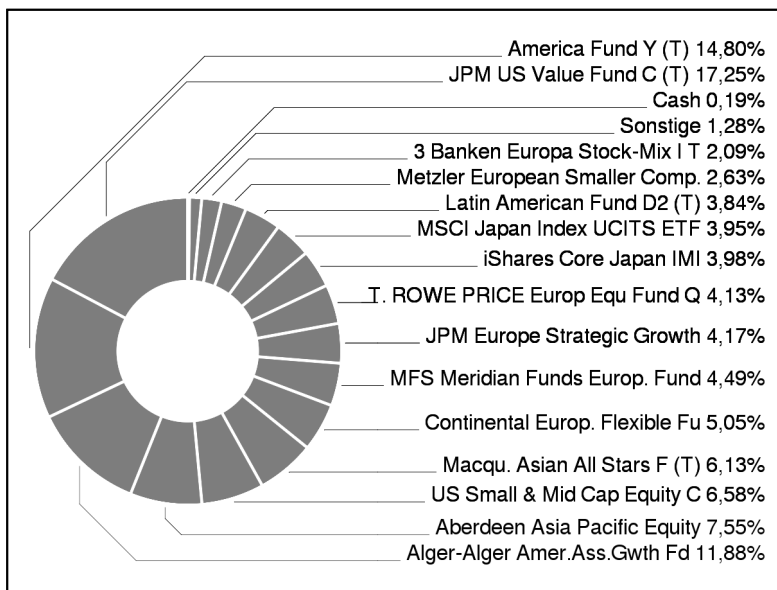 America Fund Y (T) 14,80%
JPM US Value Fund C (T) 17,25%
Cash 0,19%
Sonstige 1,28%
3 Banken Europa Stock-Mix I T 2,09%
Metzler European Smaller Comp. 2,63%
Latin American Fund D2 (T) 3,84%
MSCI Japan Index UCITS ETF 3,95%
iShares Core Japan IMI 3,98%
T. ROWE PRICE Europ Equ Fund Q 4,13%
JPM Europe Strategic Growth 4,17%
MFS Meridian Funds Europ. Fund 4,49%
Continental Europ. Flexible Fu 5,05%
Macqu. Asian All Stars F (T) 6,13%
US Small & Mid Cap Equity C 6,58%
Aberdeen Asia Pacific Equity 7,55%
Alger-Alger Amer.Ass.Gwth Fd 11,88%